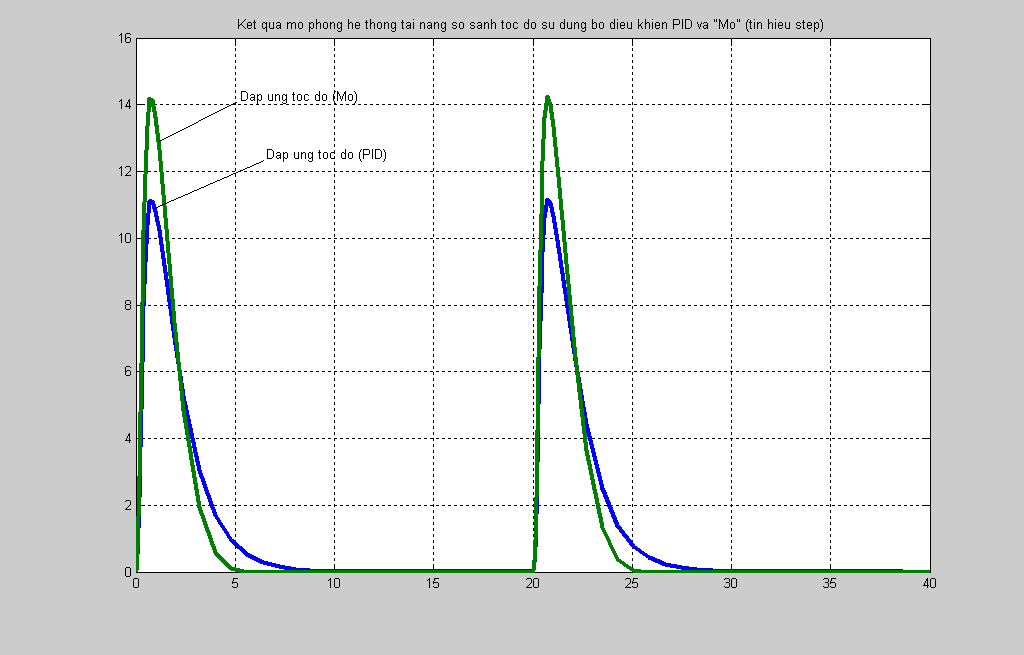 Ket qua mo phong he thong tai nang so sanh toc do su dung bo dieu khien PID va "Mo" (tin hieu step)
16
14
12
10
8
6
4
2
0
Dap ung toc do (Mo)
Dap ung toc do (PID)
0 5 10 15 20 25 30 35 40